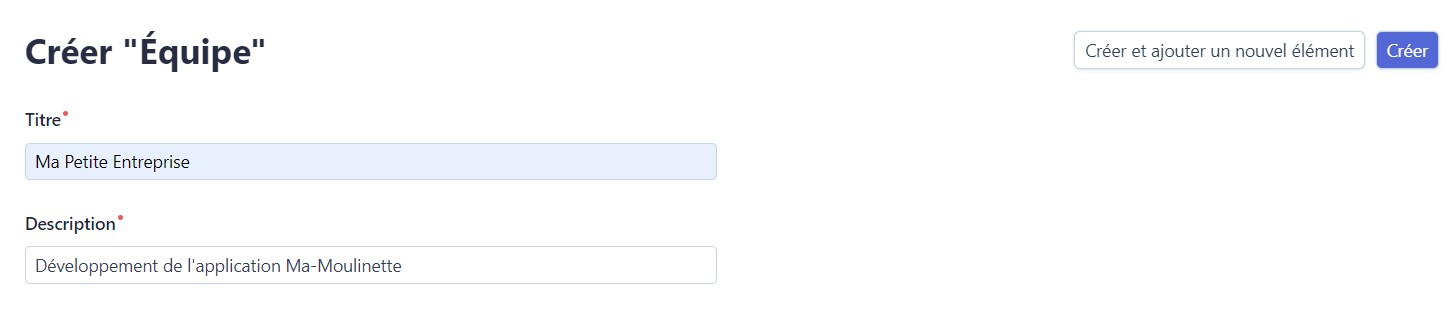 Créer "Équipe"
Créer et ajouter un nouvel élément
Créer
Titre
Ma Petite Entreprise
Description
Développement de l'application Ma-Moulinette